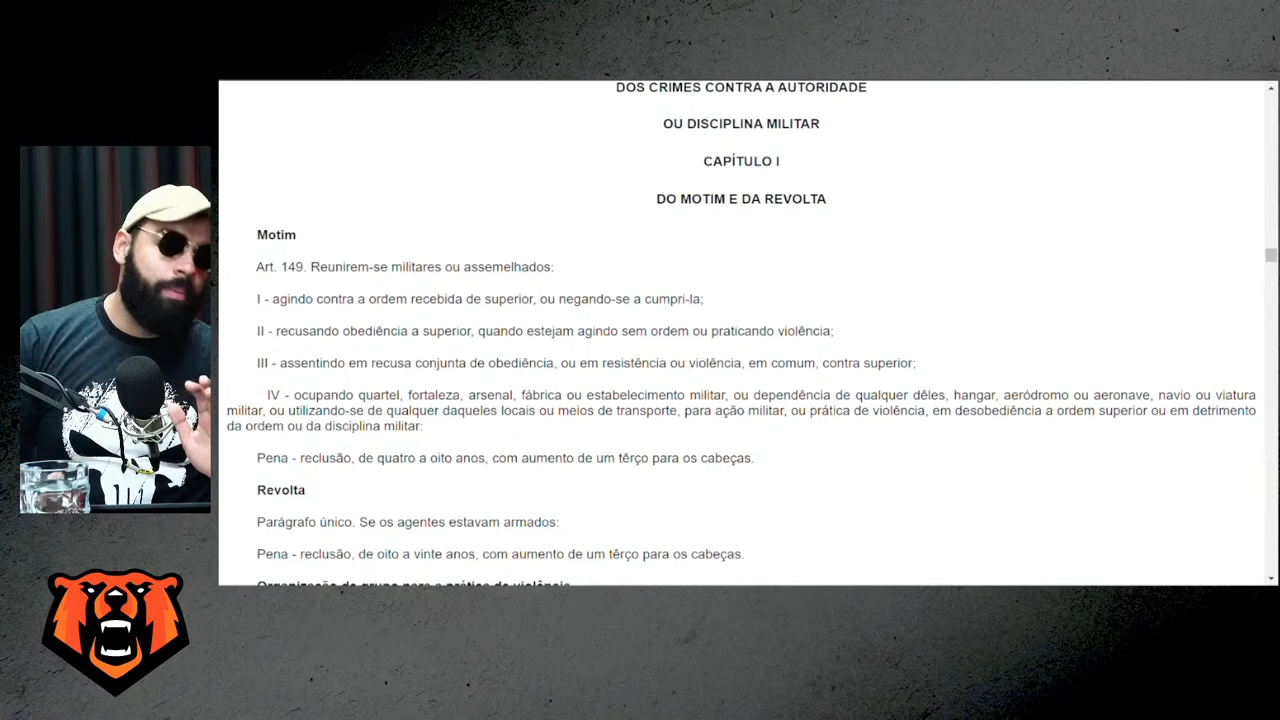 DOS CRIMES CONTRA A AUTORIDADE
OU DISCIPLINA MILITAR
CAPÍTULO I
DO MOTIM E DA REVOLTA
Motim
Art. 149. Reunirem-se militares ou assemelhados:
I - agindo contra a ordem recebida de superior, ou negando-se a cumpri-la;
II - recusando obediência a superior, quando estejam agindo sem ordem ou praticando violência;
III - assentindo em recusa conjunta de obediência, ou em resistência ou violência, em comum, contra superior;
IV - ocupando quartel, fortaleza, arsenal, fábrica ou estabelecimento militar, ou dependência de qualquer dêles, hangar, aeródromo ou aeronave, navio ou viatura
militar, ou utilizando-se de qualquer daqueles locais ou meios de transporte, para ação militar, ou prática de violência, em desobediência a ordem superior ou em detrimento
da ordem ou da disciplina militar:
Pena - reclusão, de quatro a oito anos, com aumento de um têrço para os cabeças.
Revolta
Parágrafo único. Se os agentes estavam armados:
Pena - reclusão, de oito a vinte anos, com aumento de um têrço para os cabeças.
Organização de grupo para a prática de violência